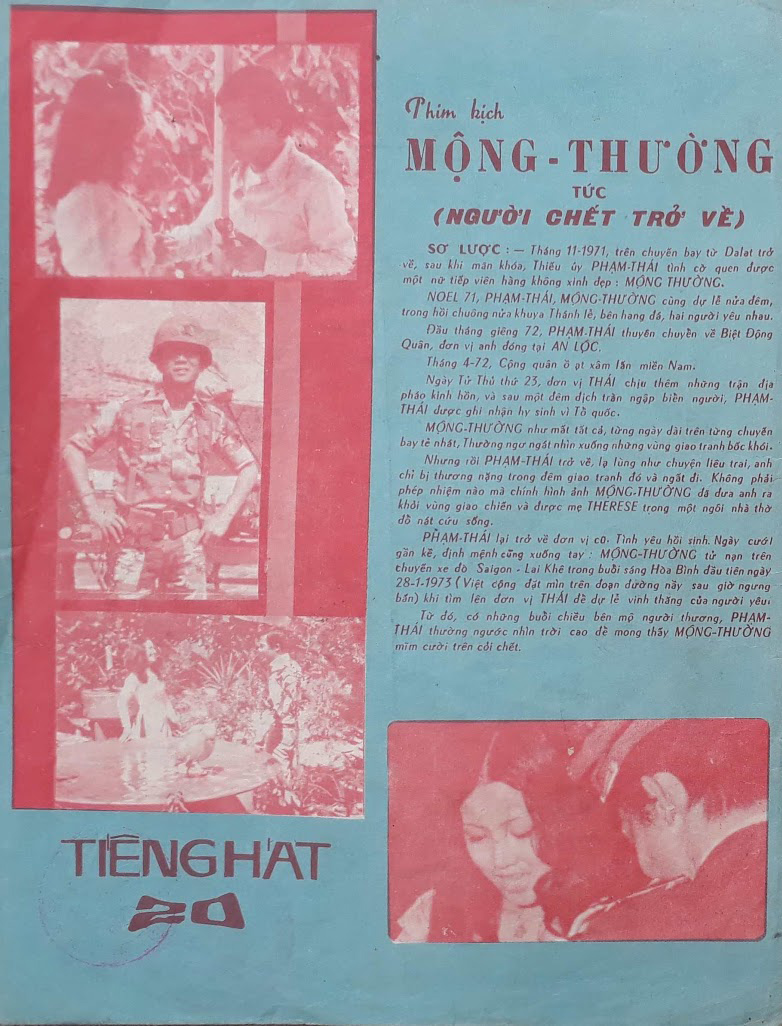 Phim kịch
MỘNG - THƯỜNG
TỨC
(NGƯỜI CHẾT TRỞ VỀ)
SƠ LƯỢC : — Tháng 11-1971, trên chuyến bay từ Dalat trở
về, sau khi mãn khóa, Thiếu úy PHẠM-THÁI tình cờ quen được
một nữ tiếp viên hàng không xinh đẹp : MỘNG THƯỜNG.
NOEL 71, PHẠM-THÁI, MỘNG-THƯỜNG cùng dự lễ nửa đêm,
trong hồi chuông nửa khuya Thánh lễ, bên hang đá, hai người yêu nhau.
Đầu tháng giêng 72, PHẠM-THÁI thuyên chuyển về Biệt Động
Quân, đơn vị anh đóng tại AN LỘC.
Tháng 4-72, Cộng quân ồ ạt xâm lấn miền Nam.
Ngày Tử Thủ thứ 23, đơn vị THÁI chịu thêm những trận địa
pháo kinh hồn, và sau một đêm địch tràn ngập biển người, PHẠM-
THÁI được ghi nhận hy sinh vì Tổ quốc.
MỘNG-THƯỜNG như mất tất cả, từng ngày dài trên từng chuyến
bay tê nhất, Thường ngơ ngát nhìn xuống những vùng giao tranh bốc khói.
Nhưng rồi PHẠM-THÁI trở về, lạ lùng như chuyện liêu trai, anh
chỉ bị thương nặng trong đêm giao tranh đó và ngất đi. Không phải
phép nhiệm nào mà chính hình ảnh MỘNG-THƯỜNG đã đưa anh ra
khỏi vùng giao chiến và được mẹ THERESE trong một ngôi nhà thờ
đổ nát cứu sống.
PHẠM-THÁI lại trở về đơn vị cũ. Tình yêu hồi sinh. Ngày cưới
gần kề, định mệnh cũng xuống tay : MỘNG-THƯỜNG tử nạn trên
chuyến xe đò Saigon - Lai Khê trong buổi sáng Hòa Bình đầu tiên ngày
28-1-1973 (Việt cộng đặt mìn trên đoạn đường nầy sau giờ ngưng
bắn) khi tìm lên đơn vị THÁI để dự lễ vinh thăng của người yêu.
Từ đó, có những buổi chiều bên mộ người thương, PHẠM-
THÁI thường ngước nhìn trời cao để mong thấy MỘNG-THƯỜNG
mĩm cười trên cỏi chết.
TIẾNG HÁT
20